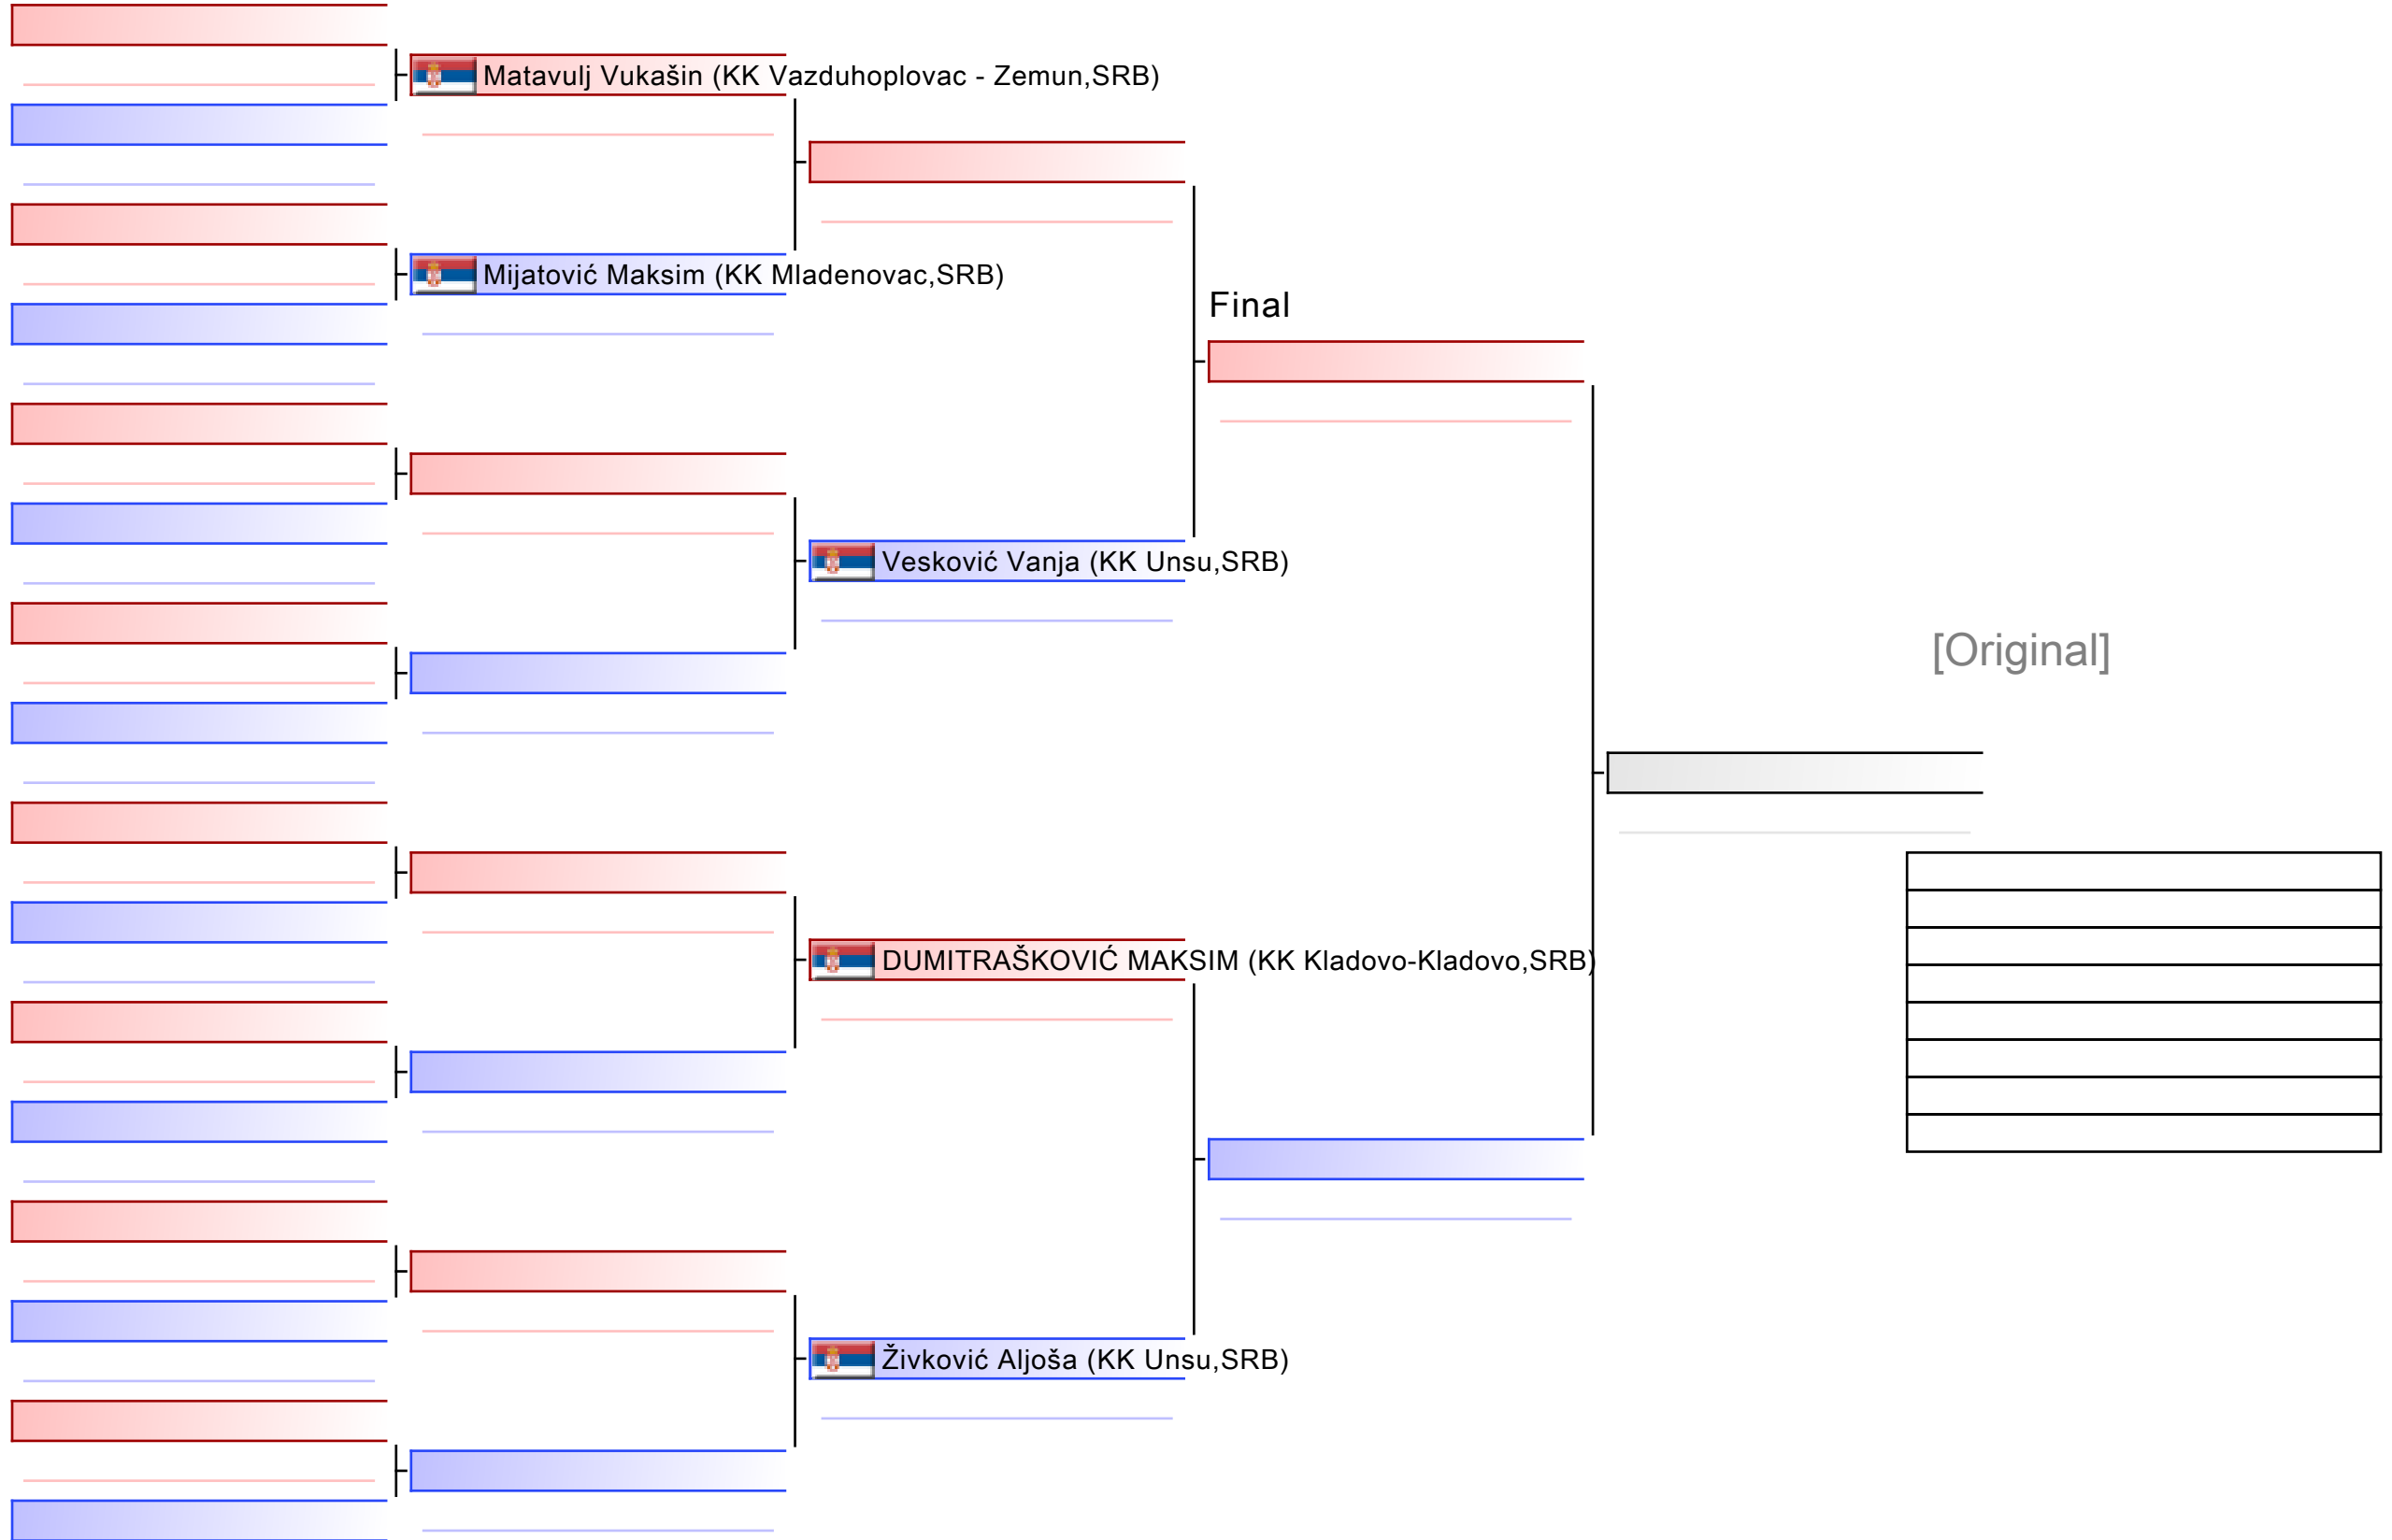 Matavulj Vukašin (KK Vazduhoplovac - Zemun,SRB)
Mijatović Maksim (KK Mladenovac,SRB)
Final
Vesković Vanja (KK Unsu,SRB)
[Original]
DUMITRAŠKOVIĆ MAKSIM (KK Kladovo-Kladovo,SRB)
Živković Aljoša (KK Unsu,SRB)